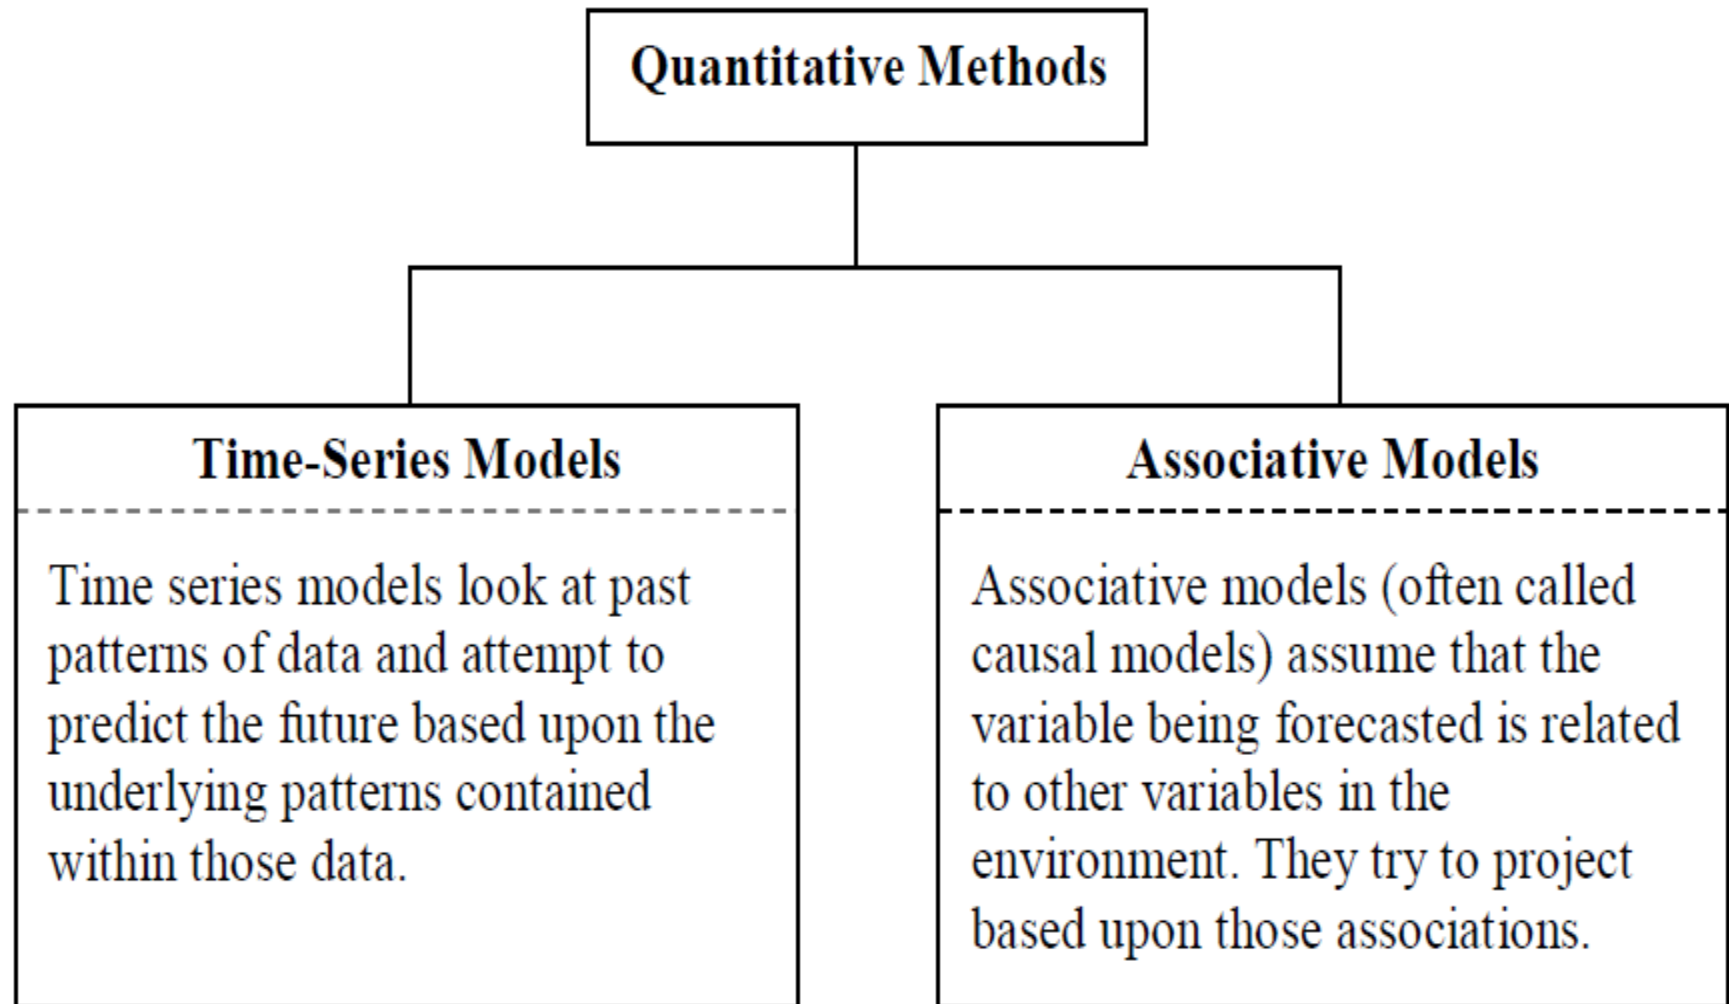 Quantitative Methods
Time-Series Models
Time series models look at past
patterns of data and attempt to
predict the future based upon the
underlying patterns contained
within those data.
Associative Models
Associative models (often called
causal models) assume that the
variable being forecasted is related
to other variables in the
environment. They try to project
based upon those associations.